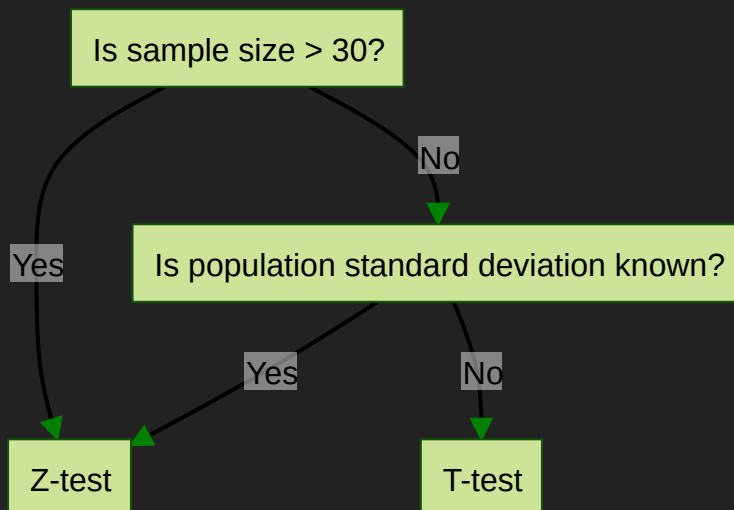 Is sample size > 30?
No
Yes
Is population standard deviation known?
Yes
No
Z-test
T-test